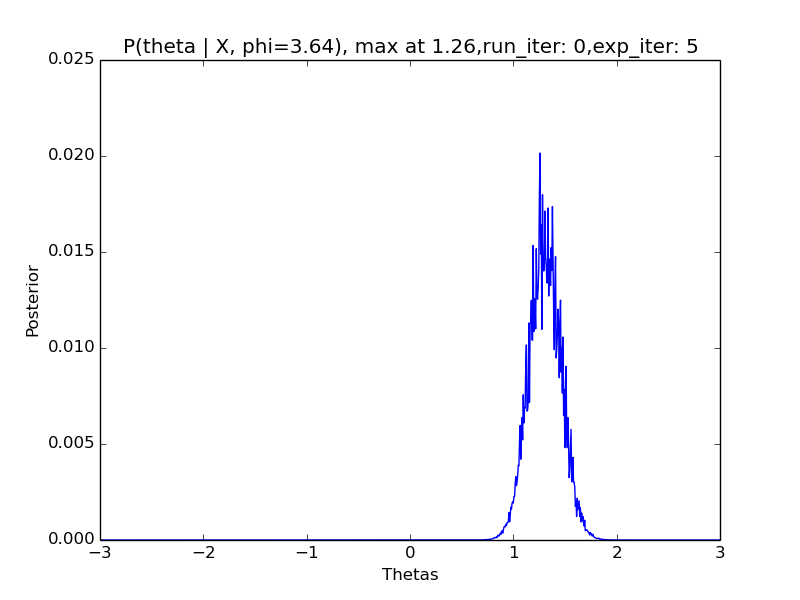 P(theta | X, phi=3.64), max at 1.26,run_iter: 0,exp_iter: 5
0.025
0.020
0.015
0.010
0.005
0.000
Posterior
−3 −2 −1 0 1 2 3
Thetas